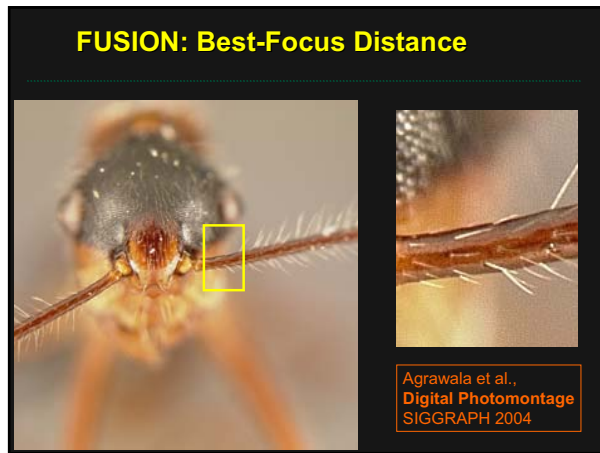 FUSION: Best-Focus Distance
Agrawala et al.,
Digital Photomontage
SIGGRAPH 2004